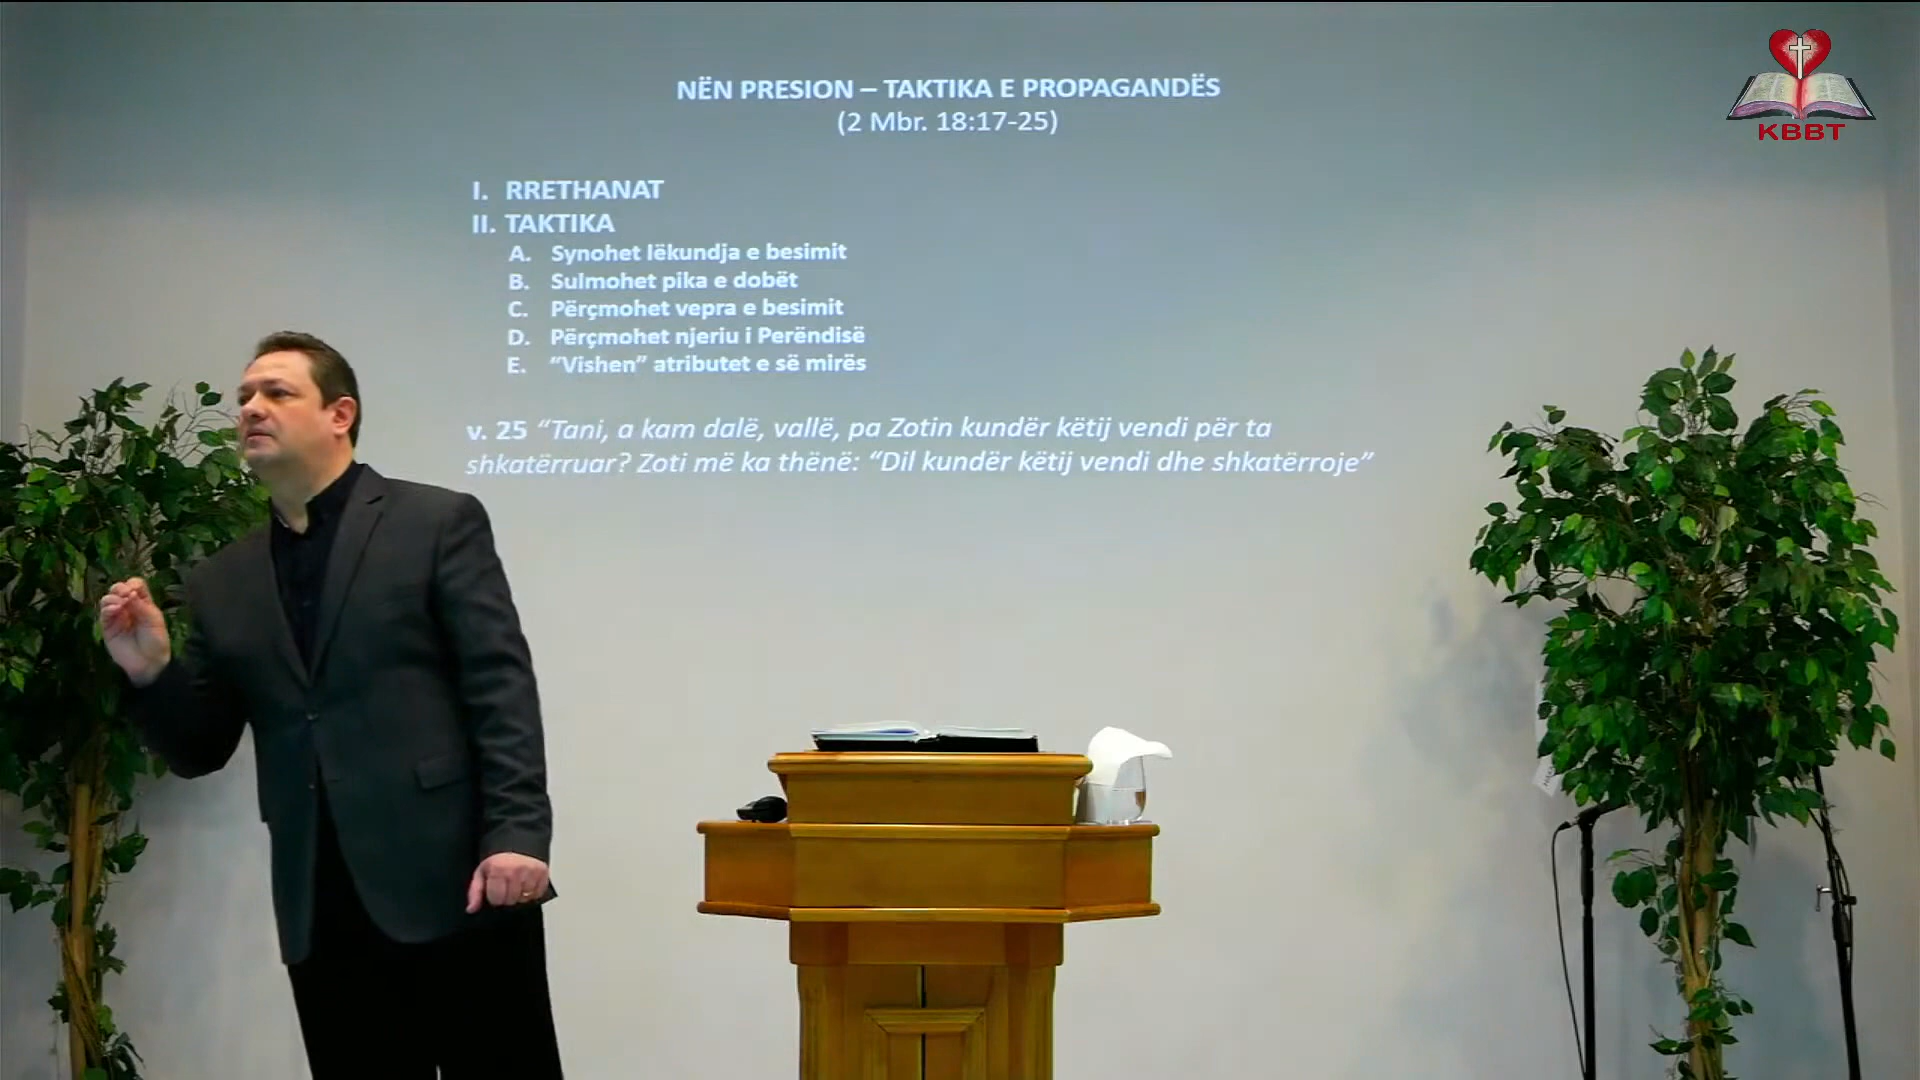 NËN PRESION – TAKTIKA E PROPAGANDËS
(2 Mbr. 18:17-25)
I. RRETHANAT
II. TAKTIKA
A. Synohet lëkundja e besimit
B. Sulmohet pika e dobët
C. Përçmohet vepra e besimit
D. Përçmohet njeriu i Perëndisë
E. “Vishen” atributet e së mirës
v. 25 “Tani, a kam dalë, vallë, pa Zotin kundër këtij vendi për ta
shkatërruar? Zoti më ka thënë: “Dil kundër këtij vendi dhe shkatërroje”
KBBT